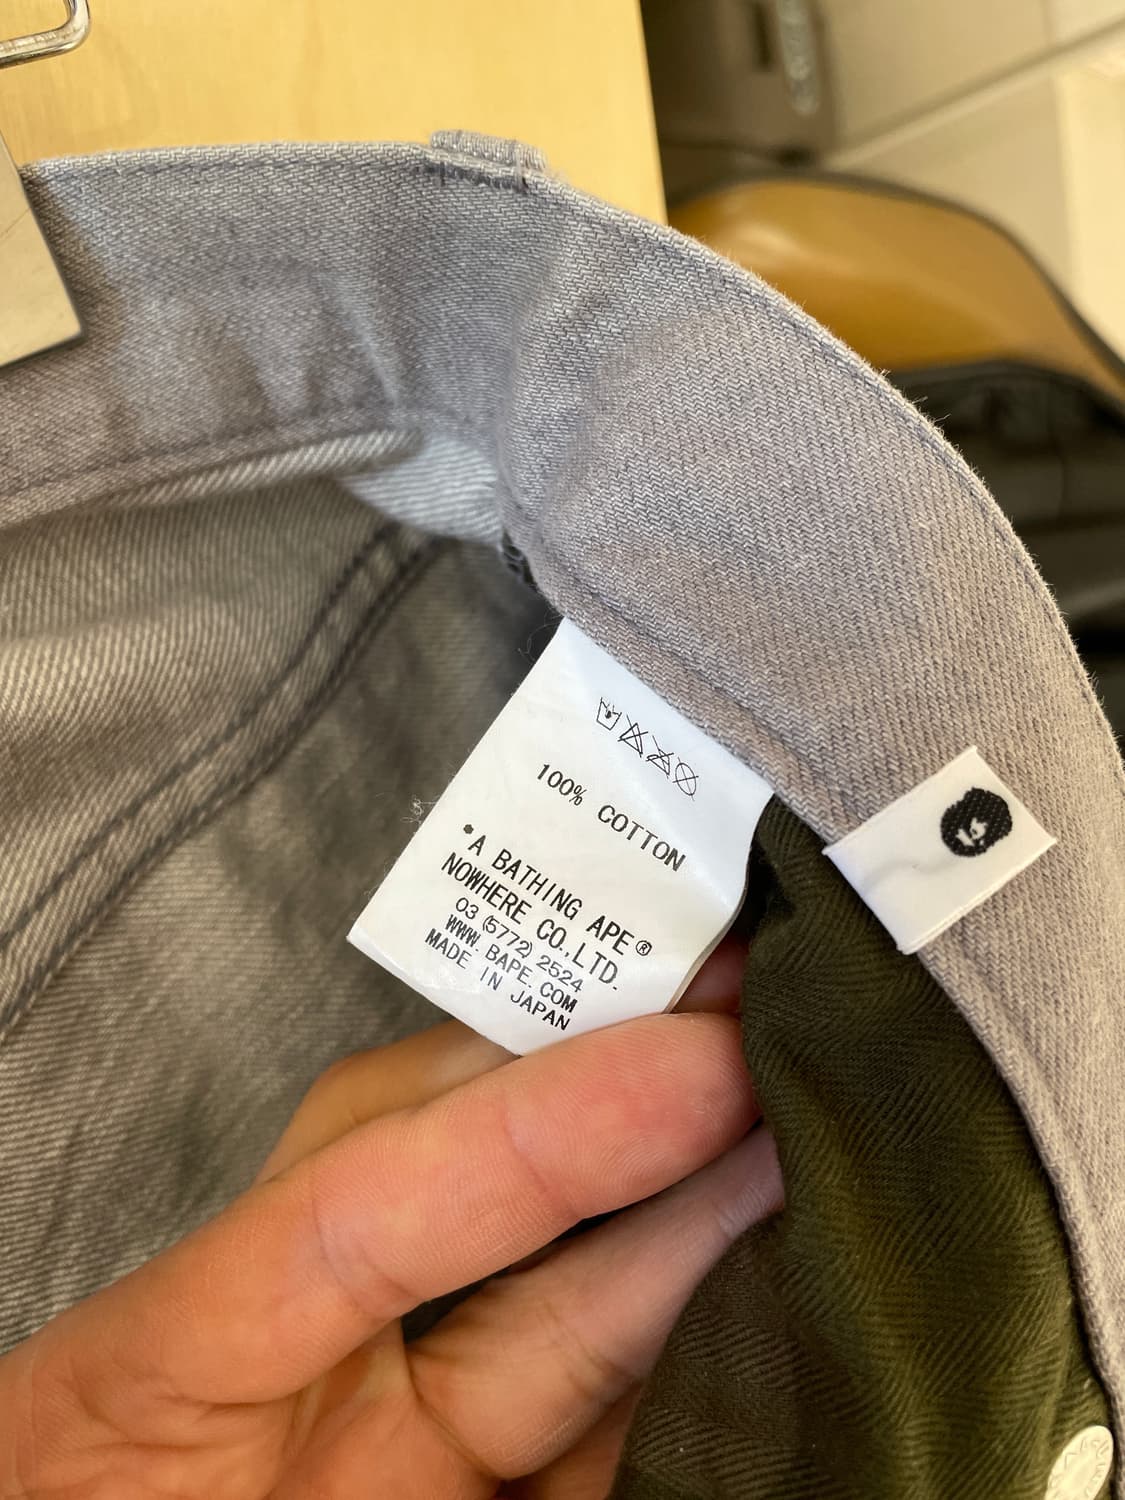 100% COTTON
*A BATHING APE®
NOWHERE CO.,LTD.
03 (5772) 2524
WWW. BAPE. COM
MADE IN JAPAN